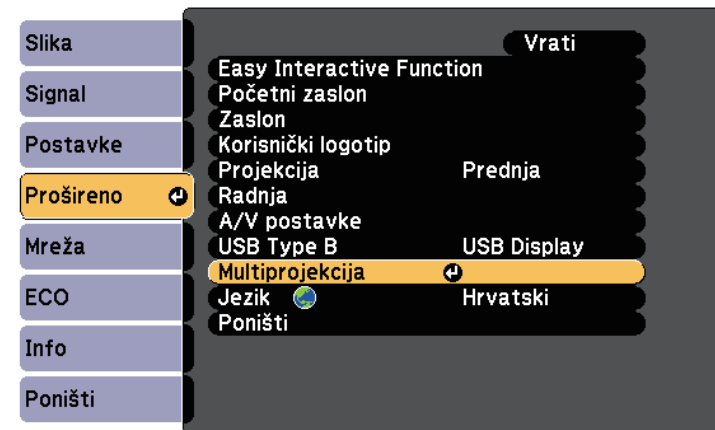 Slika
Signal
Postavke
Prošireno
Mreža
ECO
Info
Poništi
Vrati
Easy Interactive Function
Početni zaslon
Zaslon
Korisnički logotip
Projekcija Prednja
Radnja
A/V postavke
USB Type B USB Display
Multiprojekcija
Jezik Hrvatski
Poništi